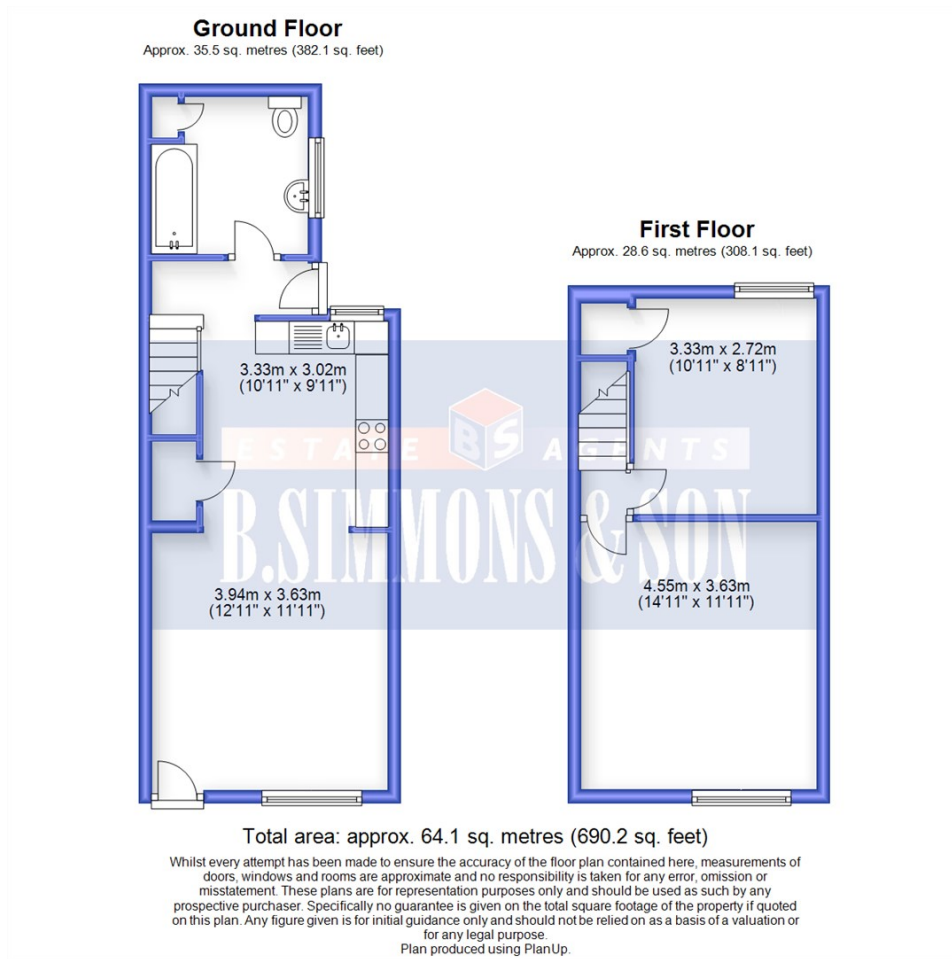 Ground Floor
Approx. 35.5 sq. metres (382.1 sq. feet)
First Floor
Approx. 28.6 sq. metres (308.1 sq. feet)
3.33m x 3.02m
(10'11" x 9'11")
3.33m x 2.72m
(10'11" x 8'11")
ESTATE BS AGENTS
B.SIMMONS & SON
3.94m x 3.63m
(12'11" x 11'11")
4.55m x 3.63m
(14'11" x 11'11")
Total area: approx. 64.1 sq. metres (690.2 sq. feet)
Whilst every attempt has been made to ensure the accuracy of the floor plan contained here, measurements of
doors, windows and rooms are approximate and no responsibility is taken for any error, omission or
misstatement. These plans are for representation purposes only and should be used as such by any
prospective purchaser. Specifically no guarantee is given on the total square footage of the property if quoted
on this plan. Any figure given is for initial guidance only and should not be relied on as a basis of a valuation or
for any legal purpose.
Plan produced using PlanUp.